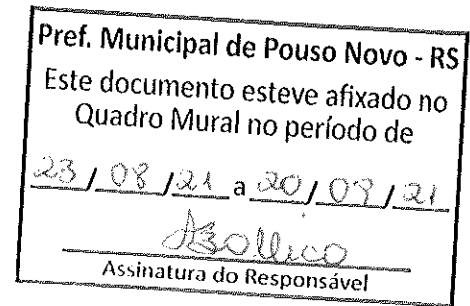 Pref. Municipal de Pouso Novo - RS
Este documento esteve afixado no
Quadro Mural no período de
23/08/21 a 20/09/21
Assinatura do Responsável